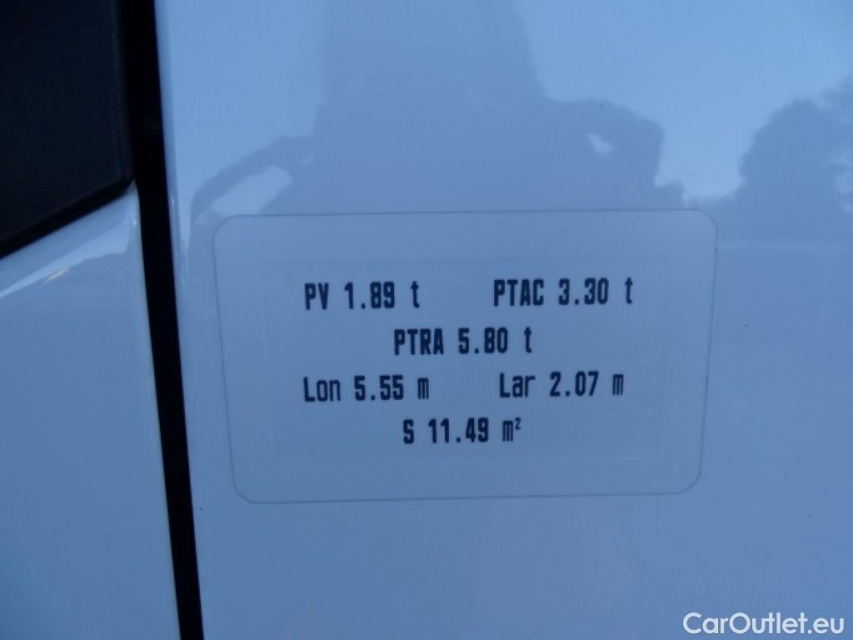 PV 1.89 t PTAC 3.30 t
PTRA 5.80 t
Lon 5.55 m Lar 2.07 m
S 11.49 m²
CarOutlet.eu